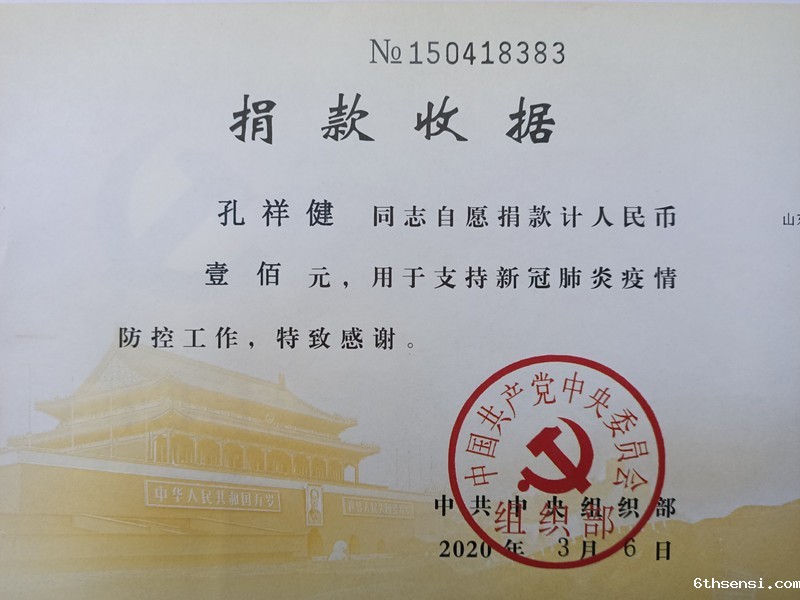 №150418383
捐款收据
孔祥健 同志自愿捐款计人民币
山东
壹佰 元，用于支持新冠肺炎疫情
防控工作，特致感谢。
中国共产党中央委员会
组织部
中共中央组织部
2020年 3月 6日
中华人民共和国万岁
6thsensi.com